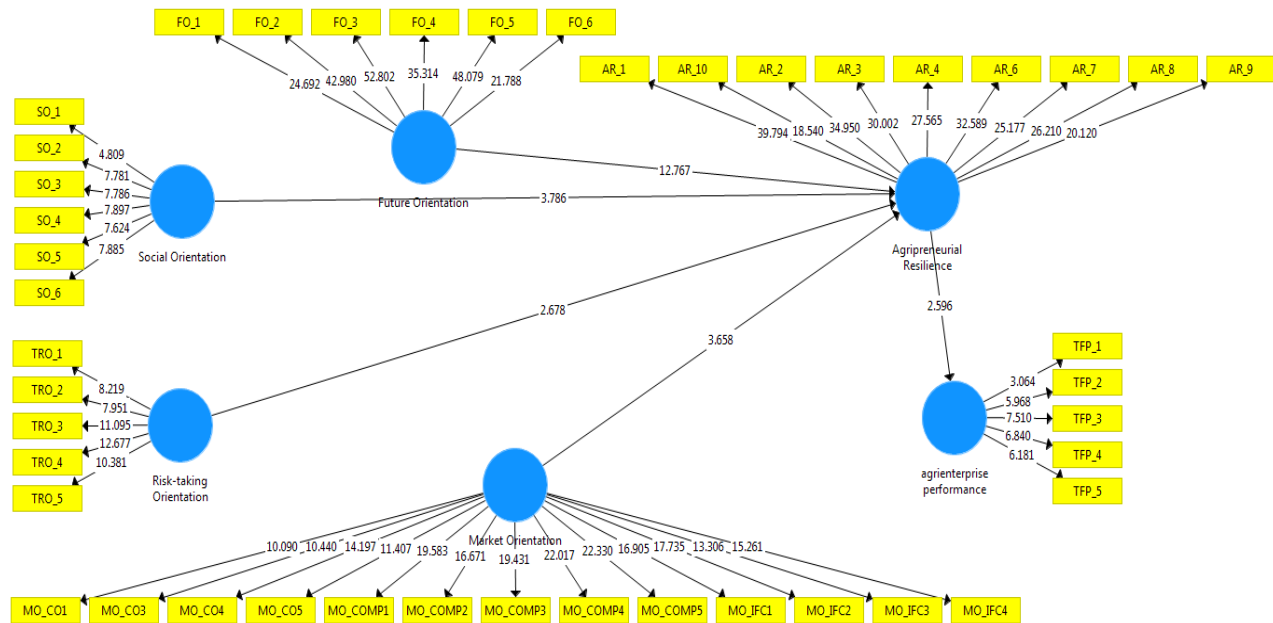 FO_1
FO_2
FO_3
FO_4
FO_5
FO_6
24.692
42.980
52.802
35.314
48.079
21.788
Future Orientation
AR_1
AR_10
AR_2
AR_3
AR_4
AR_6
AR_7
AR_8
AR_9
39.794
18.540
34.950
30.002
27.565
32.589
25.177
26.210
20.120
Agripreneurial
Resilience
SO_1
SO_2
SO_3
SO_4
SO_5
SO_6
4.809
7.781
7.786
7.897
7.624
7.885
Social Orientation
12.767
3.786
2.678
3.658
2.596
TRO_1
TRO_2
TRO_3
TRO_4
TRO_5
8.219
7.951
11.095
12.677
10.381
Risk-taking
Orientation
TFP_1
TFP_2
TFP_3
TFP_4
TFP_5
3.064
5.968
7.510
6.840
6.181
agrienterprise
performance
Market Orientation
10.090
10.440
14.197
11.407
19.583
16.671
19.431
22.017
22.330
16.905
17.735
13.306
15.261
MO_CO1
MO_CO3
MO_CO4
MO_CO5
MO_COMP1
MO_COMP2
MO_COMP3
MO_COMP4
MO_COMP5
MO_IFC1
MO_IFC2
MO_IFC3
MO_IFC4